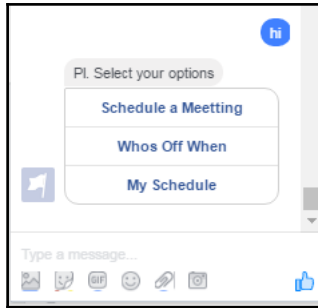 hi
Pl. Select your options
Schedule a Meetting
Whos Off When
My Schedule
Type a message...
GIF